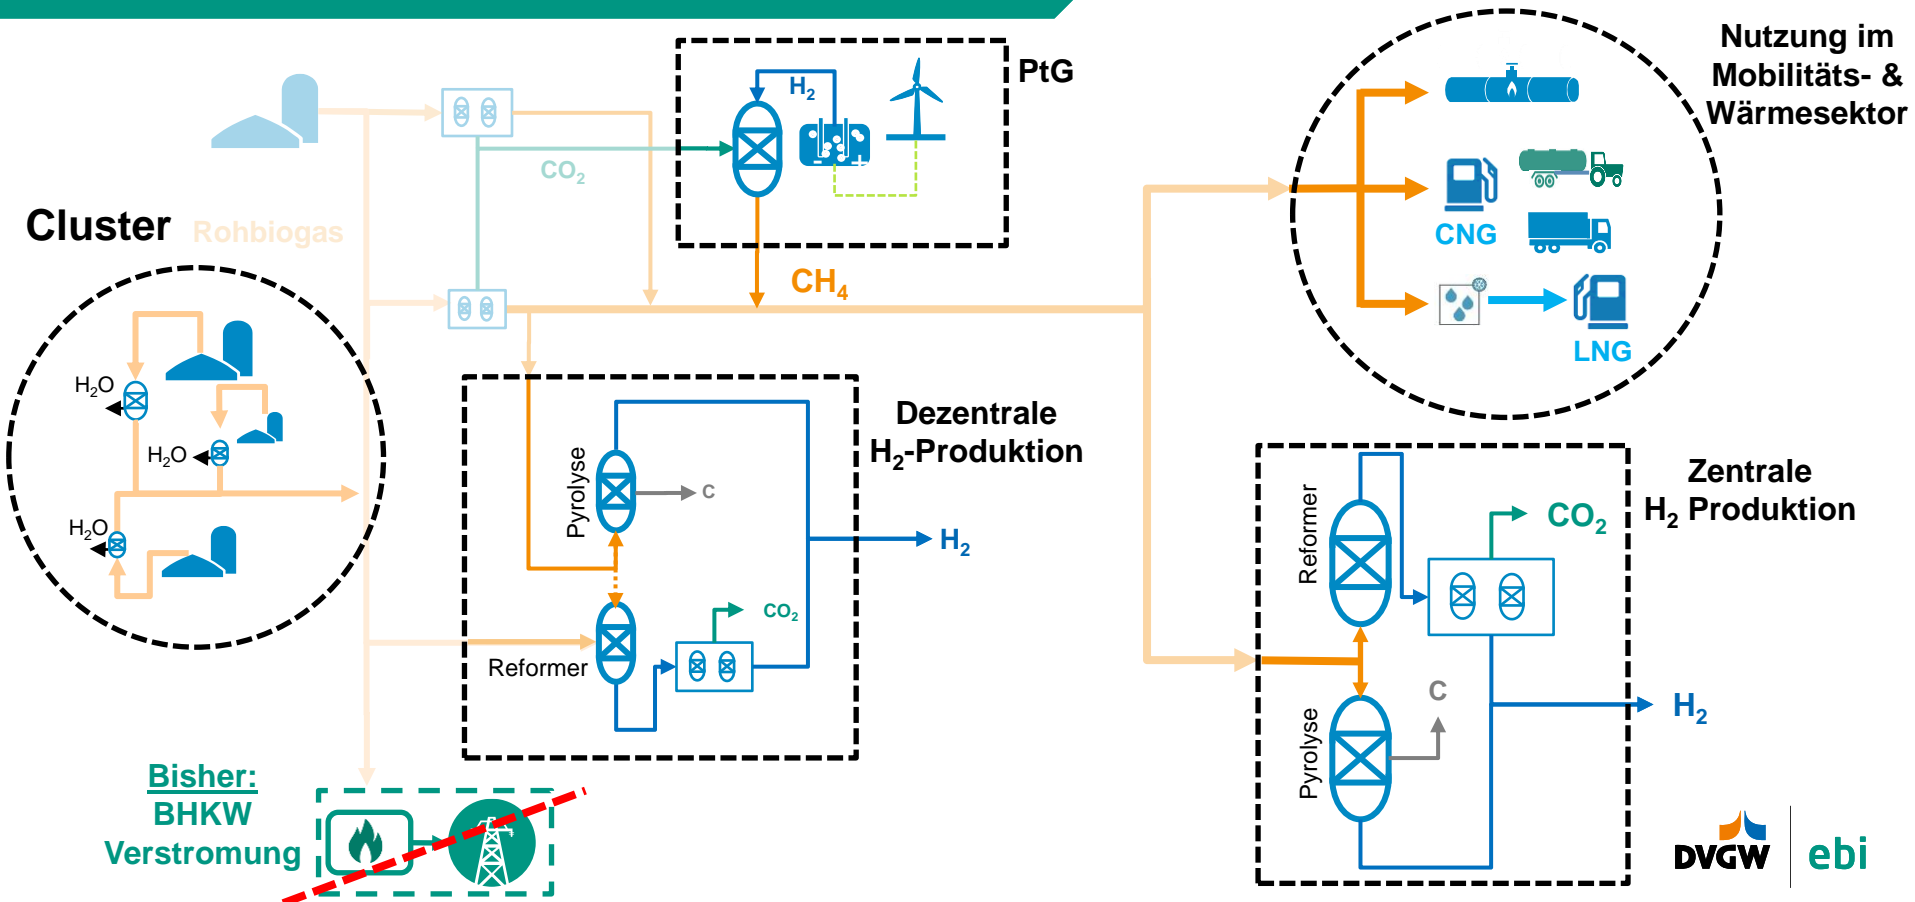 PtG
H₂
- +
CO₂
CH₄
Nutzung im
Mobilitäts- &
Wärmesektor
CNG
LNG
Cluster
Rohbiogas
H₂O
H₂O
H₂O
Dezentrale
H₂-Produktion
Pyrolyse
C
H₂
CO₂
Reformer
Zentrale
H₂ Produktion
Reformer
CO₂
Pyrolyse
C
H₂
Bisher:
BHKW
Verstromung
DVGW
ebi